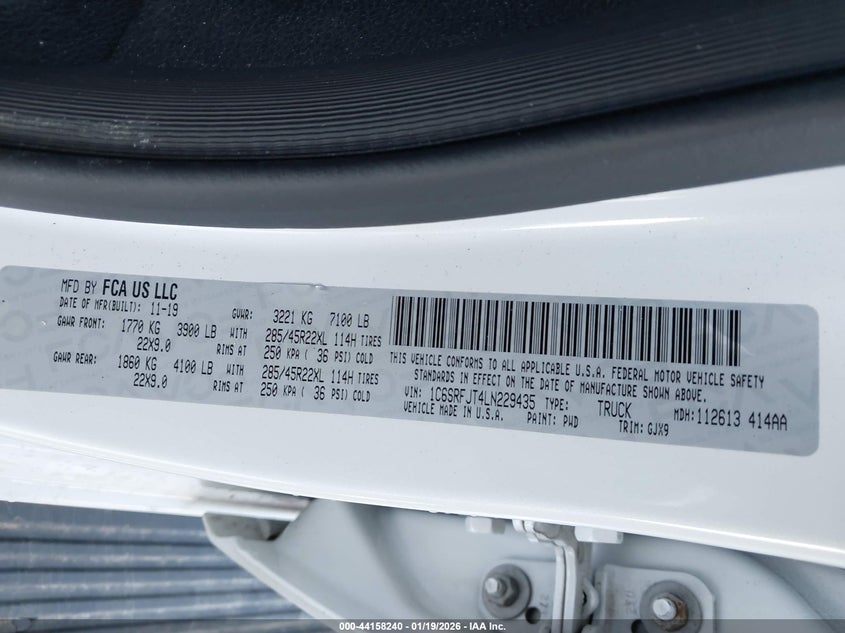 MFD BY FCA US LLC
DATE OF MFR(BUILT): 11-19 GVWR: 3221 KG 7100 LB
GAWR FRONT: 1770 KG 3900 LB WITH 285/45R22XL 114H TIRES
22X9.0 RIMS AT 250 KPA ( 36 PSI) COLD
GAWR REAR: 1860 KG 4100 LB WITH 285/45R22XL 114H TIRES
22X9.0 RIMS AT 250 KPA ( 36 PSI) COLD
THIS VEHICLE CONFORMS TO ALL APPLICABLE U.S.A. FEDERAL MOTOR VEHICLE SAFETY
STANDARDS IN EFFECT ON THE DATE OF MANUFACTURE SHOWN ABOVE.
VIN: 1C6SRFJT4LN229435 TYPE: TRUCK MDH:112613 414AA
VEHICLE MADE IN U.S.A. PAINT: PWD TRIM: GJX9
000-44158240 - 01/19/2026 - IAA Inc.